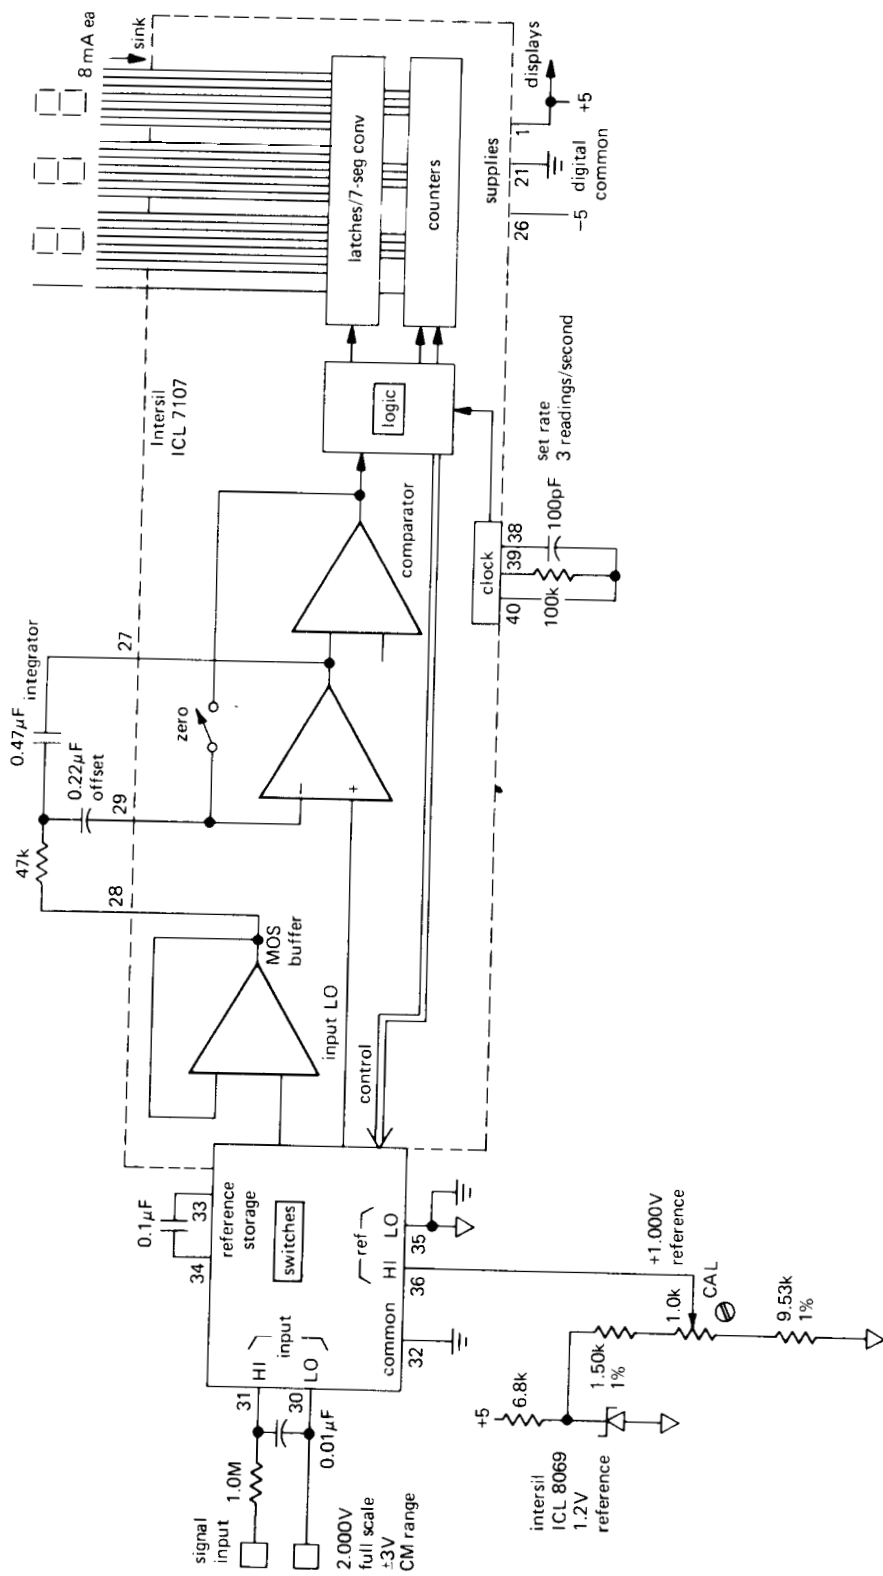 signal
input
1.0M
31
30
0.01μF
2.000V
full scale
±3V
CM range
HI
LO
input
34
33
0.1μF
reference
storage
switches
common
32
ref
HI
LO
36
35
intersil
ICL 8069
1.2V
reference
+5
6.8k
1.50k
1%
1.0k
CAL
9.53k
1%
+1.000V
reference
MOS
buffer
input LO
control
28
47k
29
0.22μF
offset
0.47μF
integrator
27
zero
−
+
comparator
Intersil
ICL 7107
logic
clock
40
39
38
100k
100pF
set rate
3 readings/second
latches/7-seg conv
counters
8 mA ea
sink
supplies
26
21
1
−5
digital
common
+5
displays